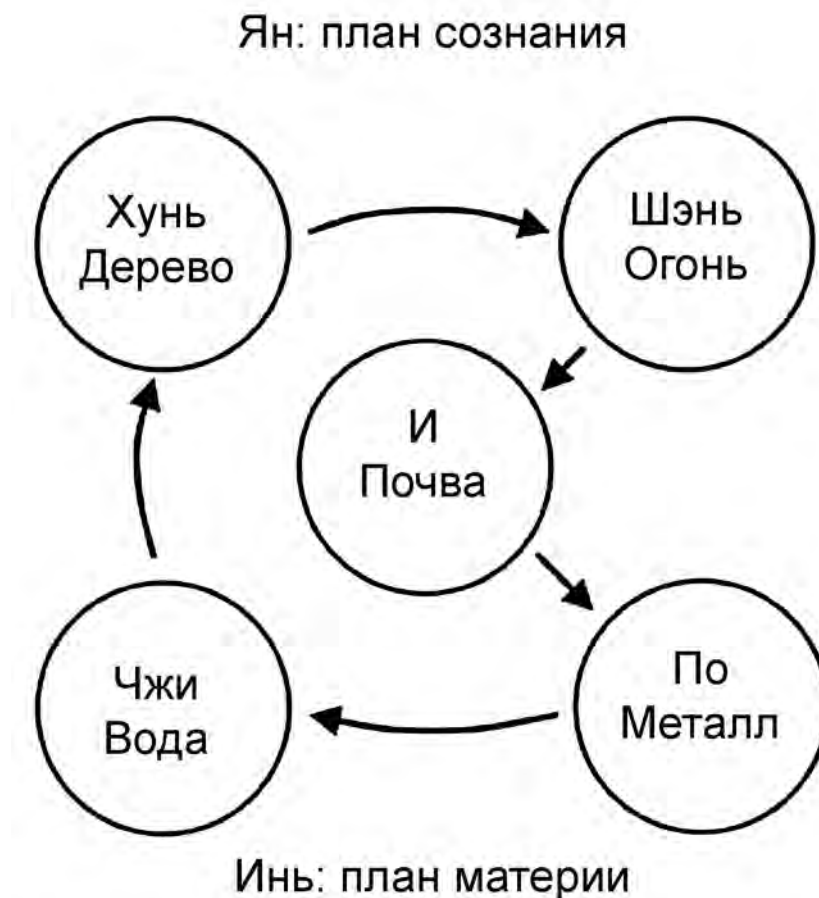 Ян: план сознания
Хунь
Дерево
Шэнь
Огонь
И
Почва
Чжи
Вода
По
Металл
Инь: план материи